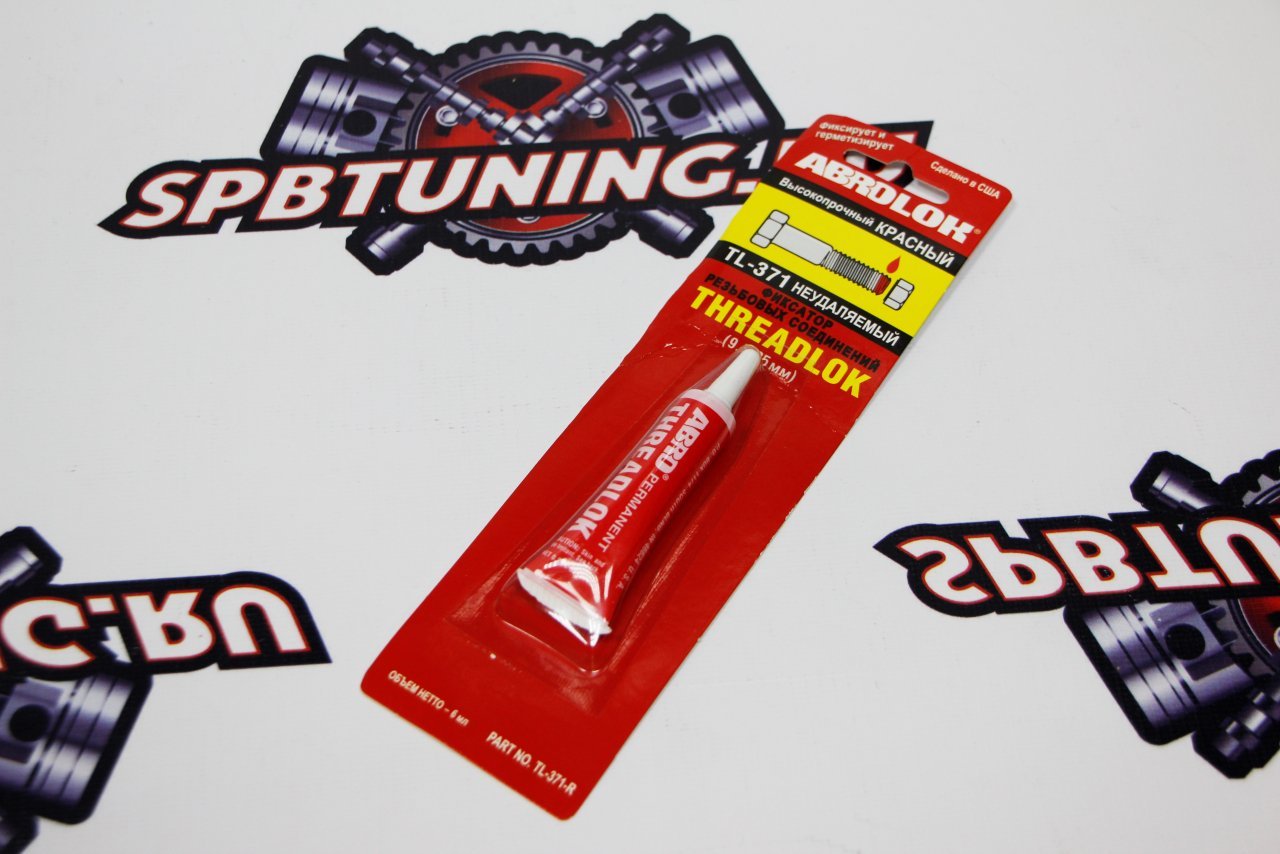 SPBTUNING.
Фиксирует и
герметизирует
Сделано в США
ABROLOK®
Высокопрочный КРАСНЫЙ
TL-371 НЕУДАЛЯЕМЫЙ
ФИКСАТОР
РЕЗЬБОВЫХ СОЕДИНЕНИЙ
THREADLOK
ABRO® PERMANENT
THREADLOK
U.S.A.
ОБЪЕМ НЕТТО – 6 мл
PART NO. TL-371-R
SPBTU
G.RU